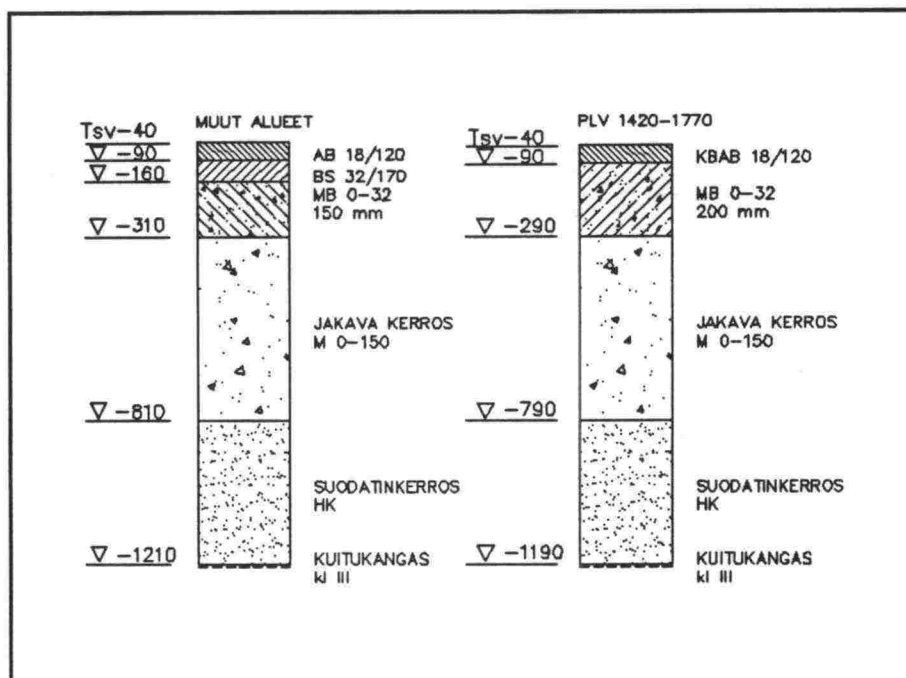 MUUT ALUEET
Tsv-40
▽ -90
▽ -160
▽ -310
▽ -810
▽ -1210
AB 18/120
BS 32/170
MB 0-32
150 mm
JAKAVA KERROS
M 0-150
SUODATINKERROS
HK
KUITUKANGAS
kl III
PLV 1420-1770
Tsv-40
▽ -90
▽ -290
▽ -790
▽ -1190
KBAB 18/120
MB 0-32
200 mm
JAKAVA KERROS
M 0-150
SUODATINKERROS
HK
KUITUKANGAS
kl III